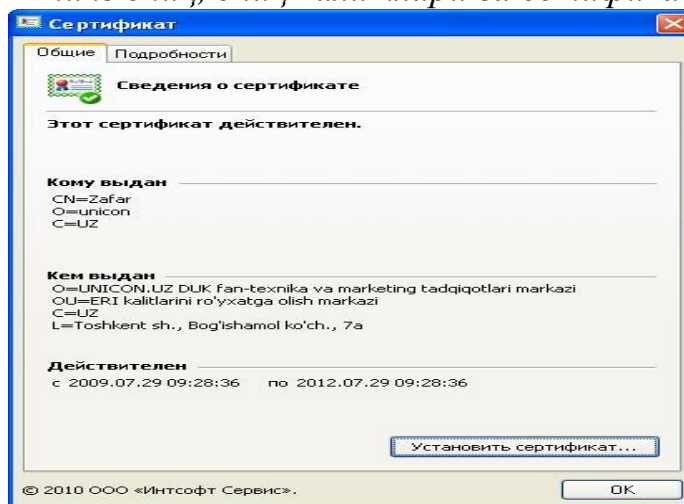 Сертификат
Общие Подробности
Сведения о сертификате
Этот сертификат действителен.
Кому выдан
CN=Zafar
O=unicon
C=UZ
Кем выдан
O=UNICON.UZ DUK fan-texnika va marketing tadqiqotlari markazi
OU=ERI kalitlarini ro'yxatga olish markazi
C=UZ
L=Toshkent sh., Bog'ishamol ko'ch., 7a
Действителен
с 2009.07.29 09:28:36 по 2012.07.29 09:28:36
Установить сертификат...
© 2010 ООО «Интсофт Сервис». OK